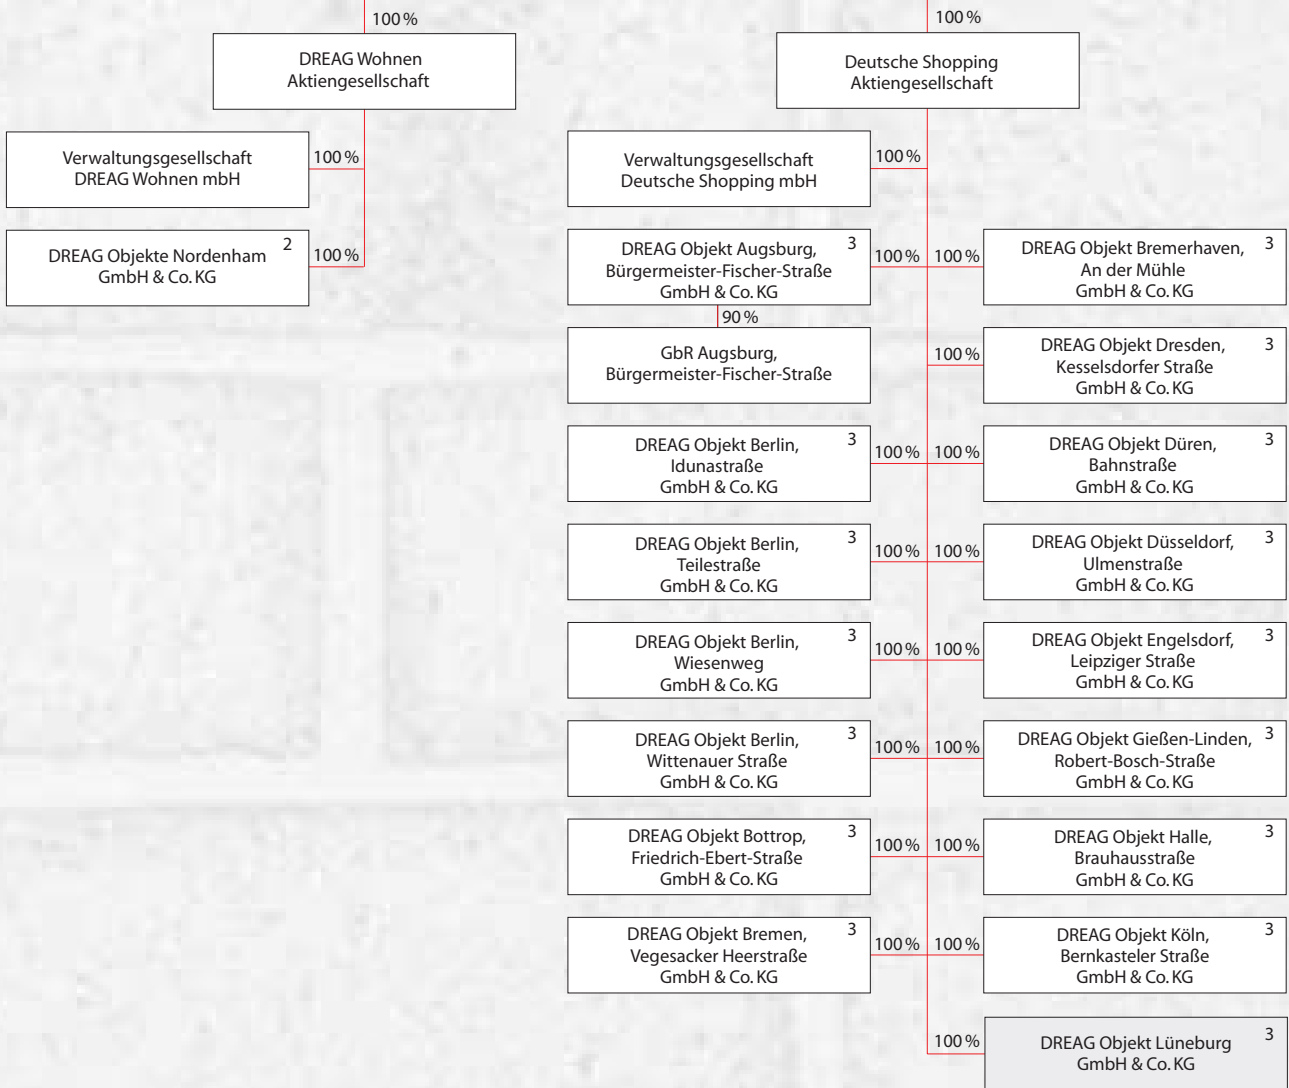 100 %
DREAG Wohnen
Aktiengesellschaft
Verwaltungsgesellschaft
DREAG Wohnen mbH
100 %
DREAG Objekte Nordenham 2
GmbH & Co. KG
100 %
100 %
Deutsche Shopping
Aktiengesellschaft
Verwaltungsgesellschaft
Deutsche Shopping mbH
100 %
DREAG Objekt Augsburg, 3
Bürgermeister-Fischer-Straße
GmbH & Co. KG
100 %
90 %
GbR Augsburg,
Bürgermeister-Fischer-Straße
DREAG Objekt Berlin, 3
Idunastraße
GmbH & Co. KG
100 %
DREAG Objekt Berlin, 3
Teilestraße
GmbH & Co. KG
100 %
DREAG Objekt Berlin, 3
Wiesenweg
GmbH & Co. KG
100 %
DREAG Objekt Berlin, 3
Wittenauer Straße
GmbH & Co. KG
100 %
DREAG Objekt Bottrop, 3
Friedrich-Ebert-Straße
GmbH & Co. KG
100 %
DREAG Objekt Bremen, 3
Vegesacker Heerstraße
GmbH & Co. KG
100 %
100 %
DREAG Objekt Bremerhaven, 3
An der Mühle
GmbH & Co. KG
100 %
DREAG Objekt Dresden, 3
Kesselsdorfer Straße
GmbH & Co. KG
100 %
DREAG Objekt Düren, 3
Bahnstraße
GmbH & Co. KG
100 %
DREAG Objekt Düsseldorf, 3
Ulmenstraße
GmbH & Co. KG
100 %
DREAG Objekt Engelsdorf, 3
Leipziger Straße
GmbH & Co. KG
100 %
DREAG Objekt Gießen-Linden, 3
Robert-Bosch-Straße
GmbH & Co. KG
100 %
DREAG Objekt Halle, 3
Brauhausstraße
GmbH & Co. KG
100 %
DREAG Objekt Köln, 3
Bernkasteler Straße
GmbH & Co. KG
100 %
DREAG Objekt Lüneburg 3
GmbH & Co. KG